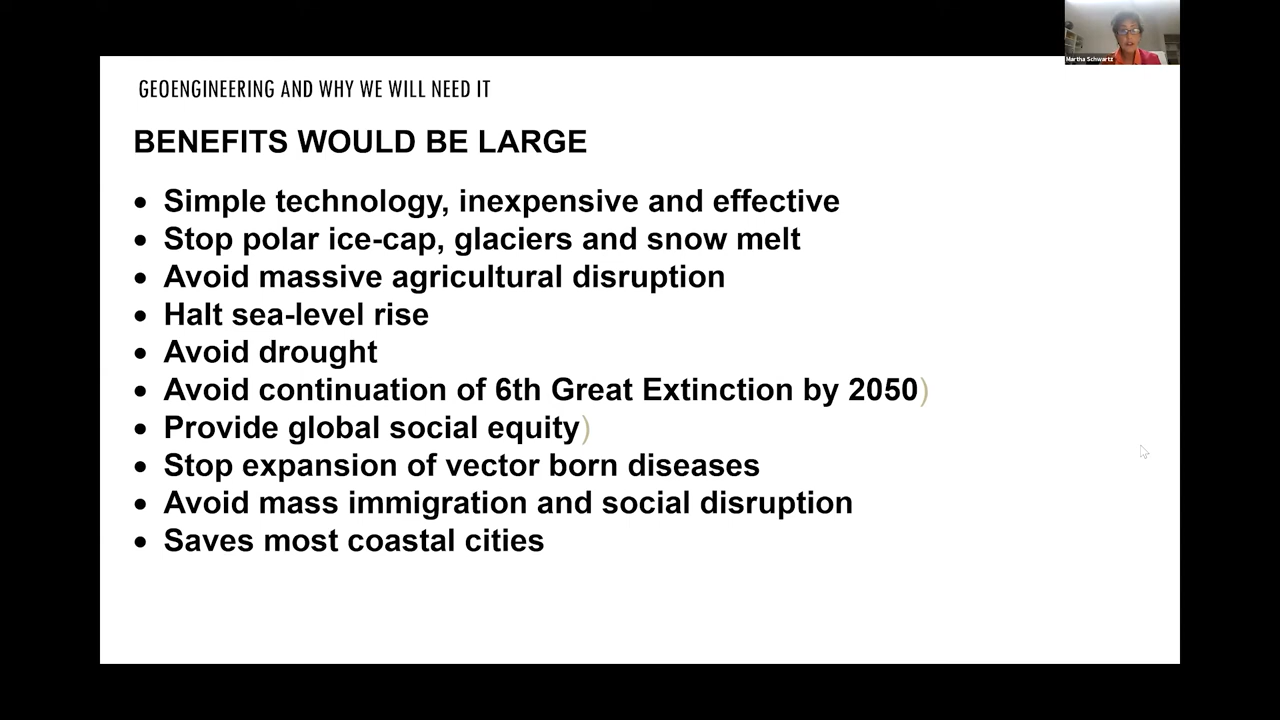 Martha Schwartz
GEOENGINEERING AND WHY WE WILL NEED IT
BENEFITS WOULD BE LARGE
• Simple technology, inexpensive and effective
• Stop polar ice-cap, glaciers and snow melt
• Avoid massive agricultural disruption
• Halt sea-level rise
• Avoid drought
• Avoid continuation of 6th Great Extinction by 2050)
• Provide global social equity)
• Stop expansion of vector born diseases
• Avoid mass immigration and social disruption
• Saves most coastal cities